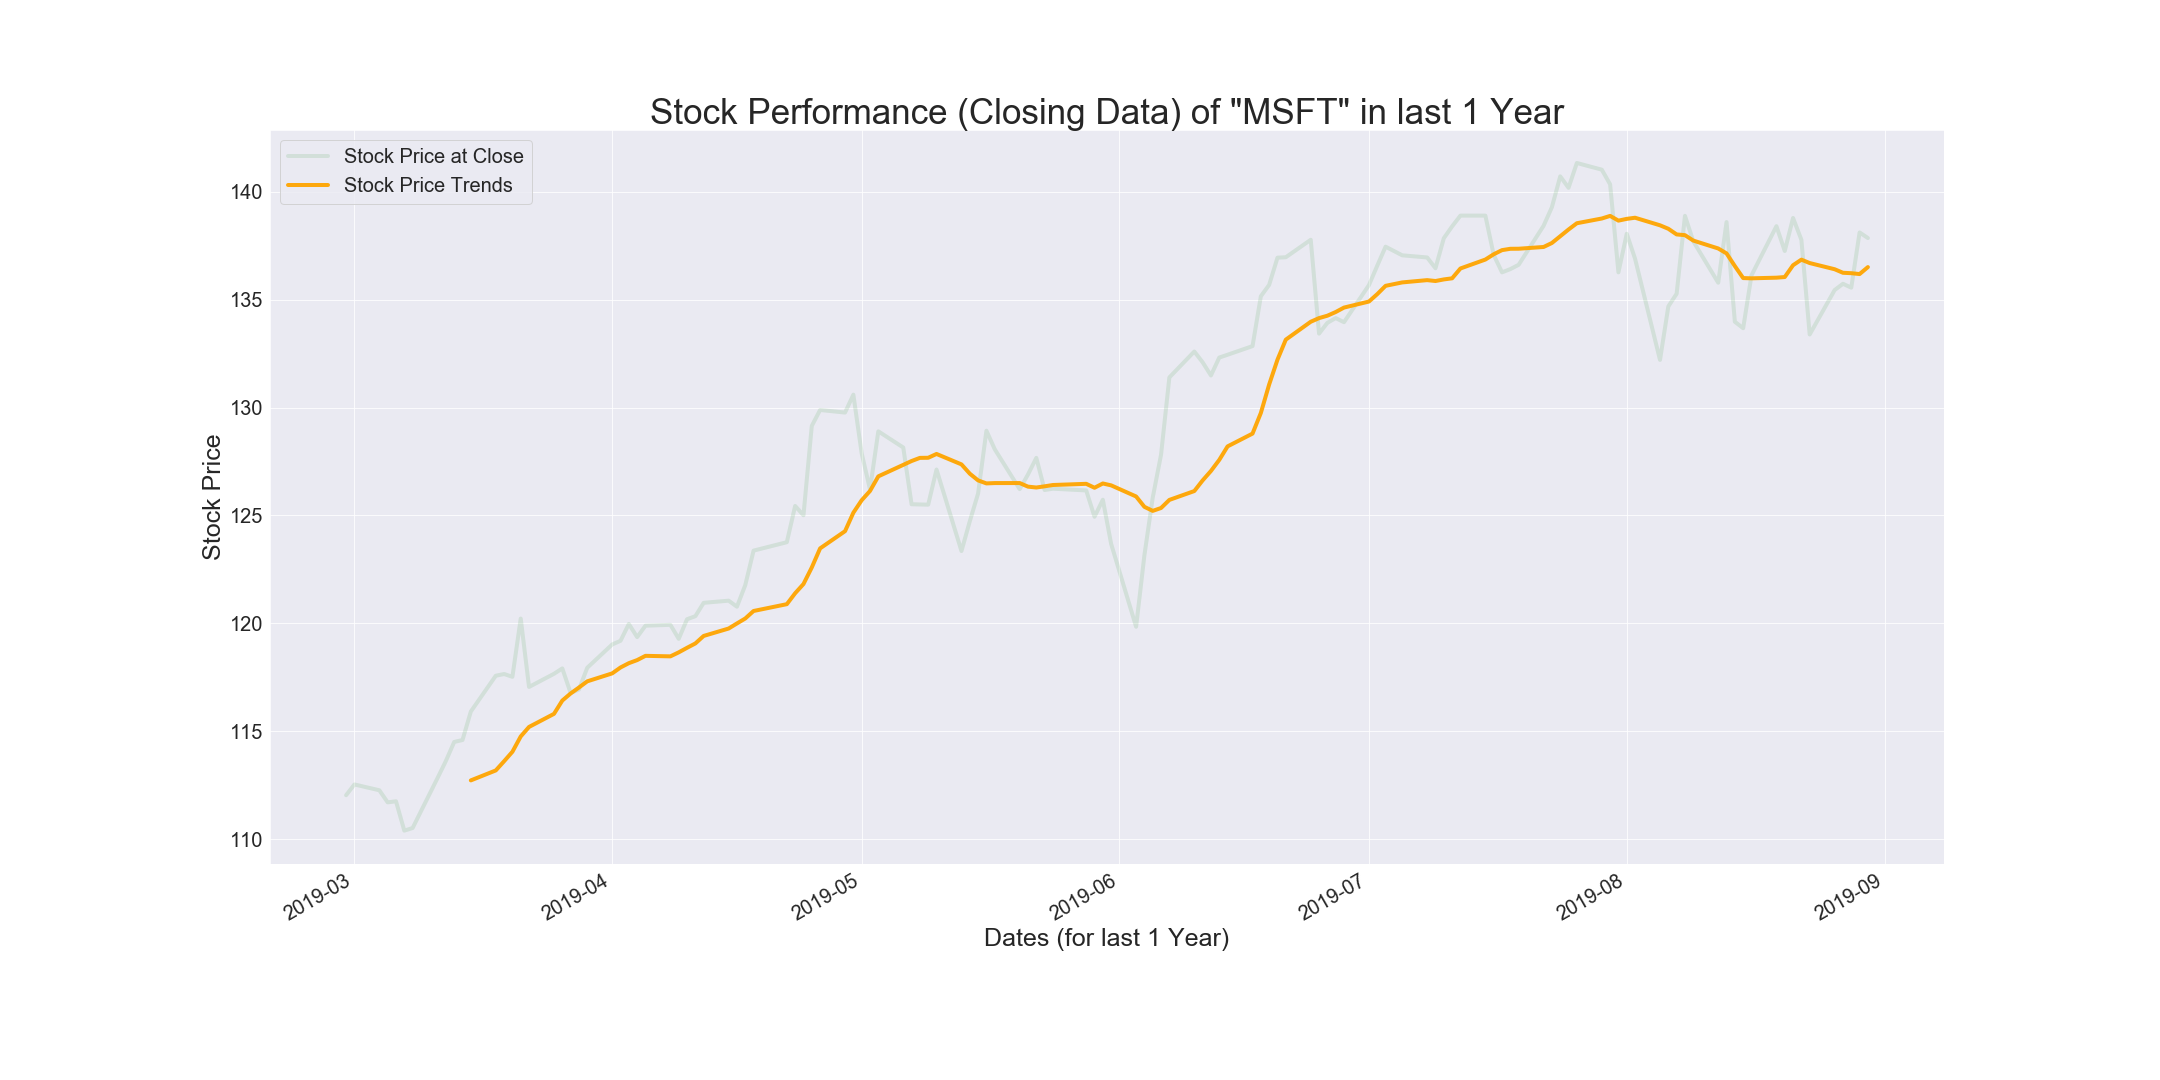 Stock Performance (Closing Data) of "MSFT" in last 1 Year
Stock Price at Close
Stock Price Trends
140
135
130
125
120
115
110
Stock Price
2019-03
2019-04
2019-05
2019-06
2019-07
2019-08
2019-09
Dates (for last 1 Year)